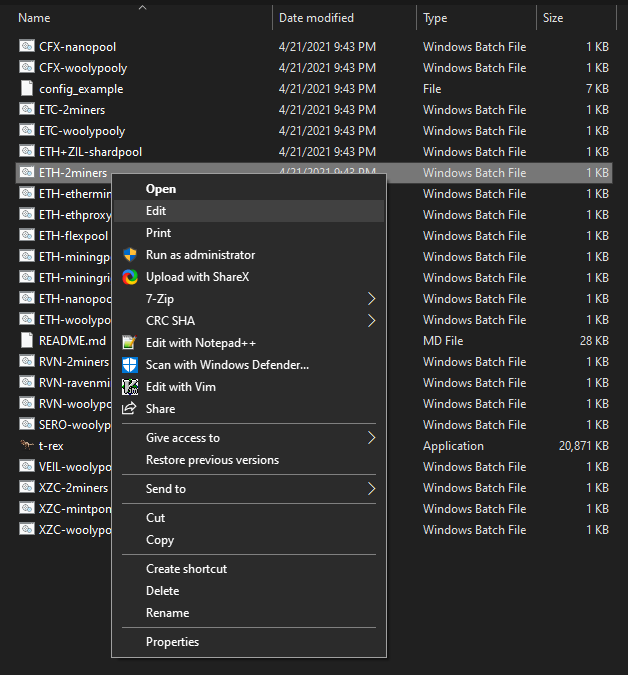 Name Date modified Type Size
CFX-nanopool 4/21/2021 9:43 PM Windows Batch File 1 KB
CFX-woolypooly 4/21/2021 9:43 PM Windows Batch File 1 KB
config_example 4/21/2021 9:43 PM File 7 KB
ETC-2miners 4/21/2021 9:43 PM Windows Batch File 1 KB
ETC-woolypooly 4/21/2021 9:43 PM Windows Batch File 1 KB
ETH+ZIL-shardpool 4/21/2021 9:43 PM Windows Batch File 1 KB
ETH-2miners 4/21/2021 9:43 PM Windows Batch File 1 KB
ETH-ethermin Windows Batch File 1 KB
ETH-ethproxy Windows Batch File 1 KB
ETH-flexpool Windows Batch File 1 KB
ETH-miningp Windows Batch File 1 KB
ETH-miningri Windows Batch File 1 KB
ETH-nanopoo Windows Batch File 1 KB
ETH-woolypo Windows Batch File 1 KB
README.md MD File 28 KB
RVN-2miners Windows Batch File 1 KB
RVN-ravenmi Windows Batch File 1 KB
RVN-woolypo Windows Batch File 1 KB
SERO-woolyp Windows Batch File 1 KB
t-rex Application 20,871 KB
VEIL-woolypo Windows Batch File 1 KB
XZC-2miners Windows Batch File 1 KB
XZC-mintpon Windows Batch File 1 KB
XZC-woolypo Windows Batch File 1 KB
Open
Edit
Print
Run as administrator
Upload with ShareX
7-Zip
CRC SHA
Edit with Notepad++
Scan with Windows Defender...
Edit with Vim
Share
Give access to
Restore previous versions
Send to
Cut
Copy
Create shortcut
Delete
Rename
Properties